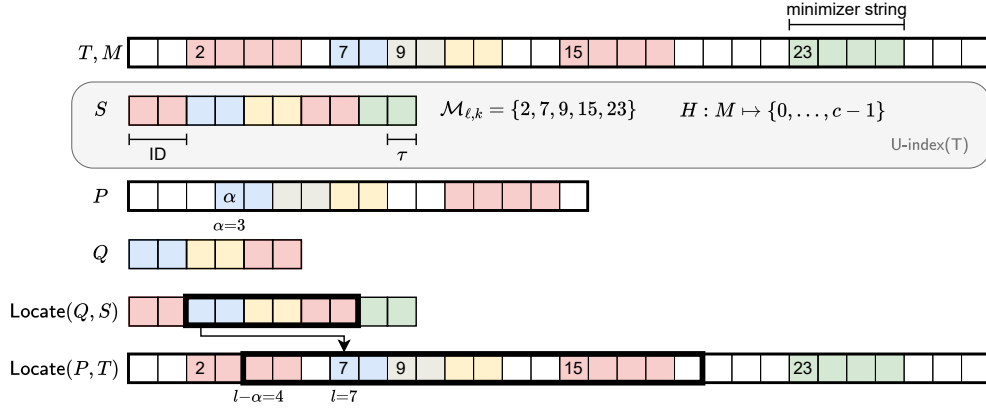 minimizer string
T, M 2 7 9 15 23
S ID τ ℳℓ,k = {2, 7, 9, 15, 23} H : M ↦ {0, . . . , c − 1}
U-index(T)
P α
α=3
Q
Locate(Q, S)
Locate(P, T) 2 7 9 15 23
l−α=4 l=7